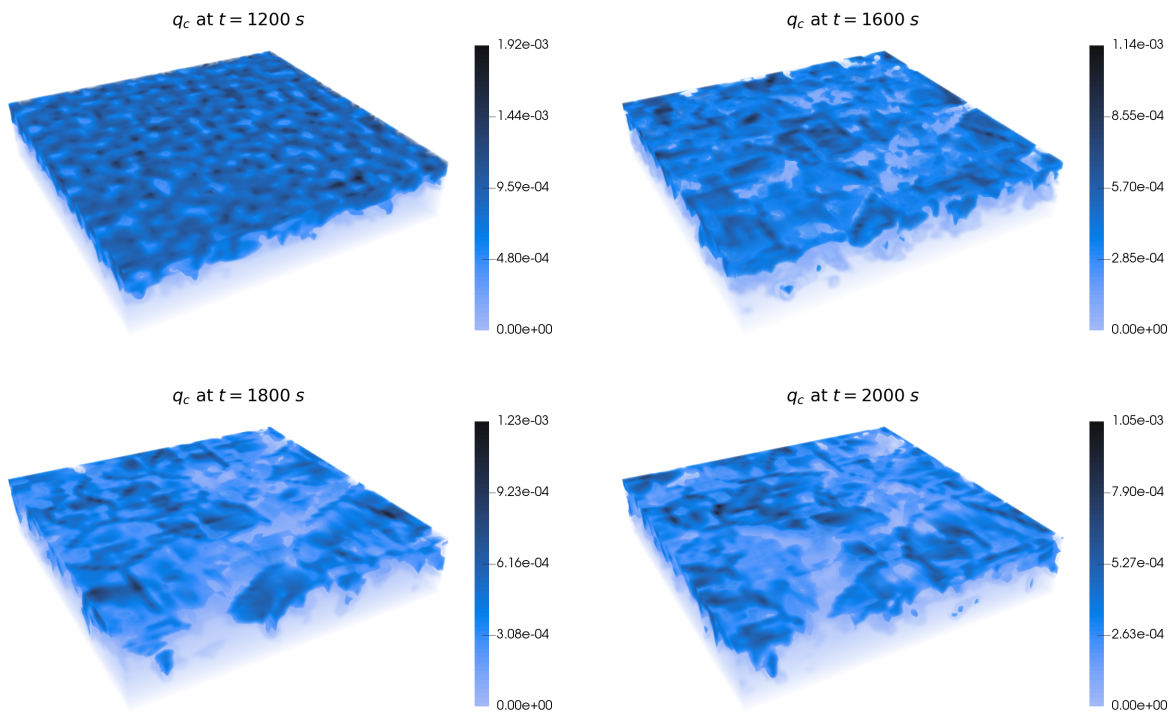 q_c at t = 1200 s
1.92e-03
1.44e-03
9.59e-04
4.80e-04
0.00e+00
q_c at t = 1600 s
1.14e-03
8.55e-04
5.70e-04
2.85e-04
0.00e+00
q_c at t = 1800 s
1.23e-03
9.23e-04
6.16e-04
3.08e-04
0.00e+00
q_c at t = 2000 s
1.05e-03
7.90e-04
5.27e-04
2.63e-04
0.00e+00